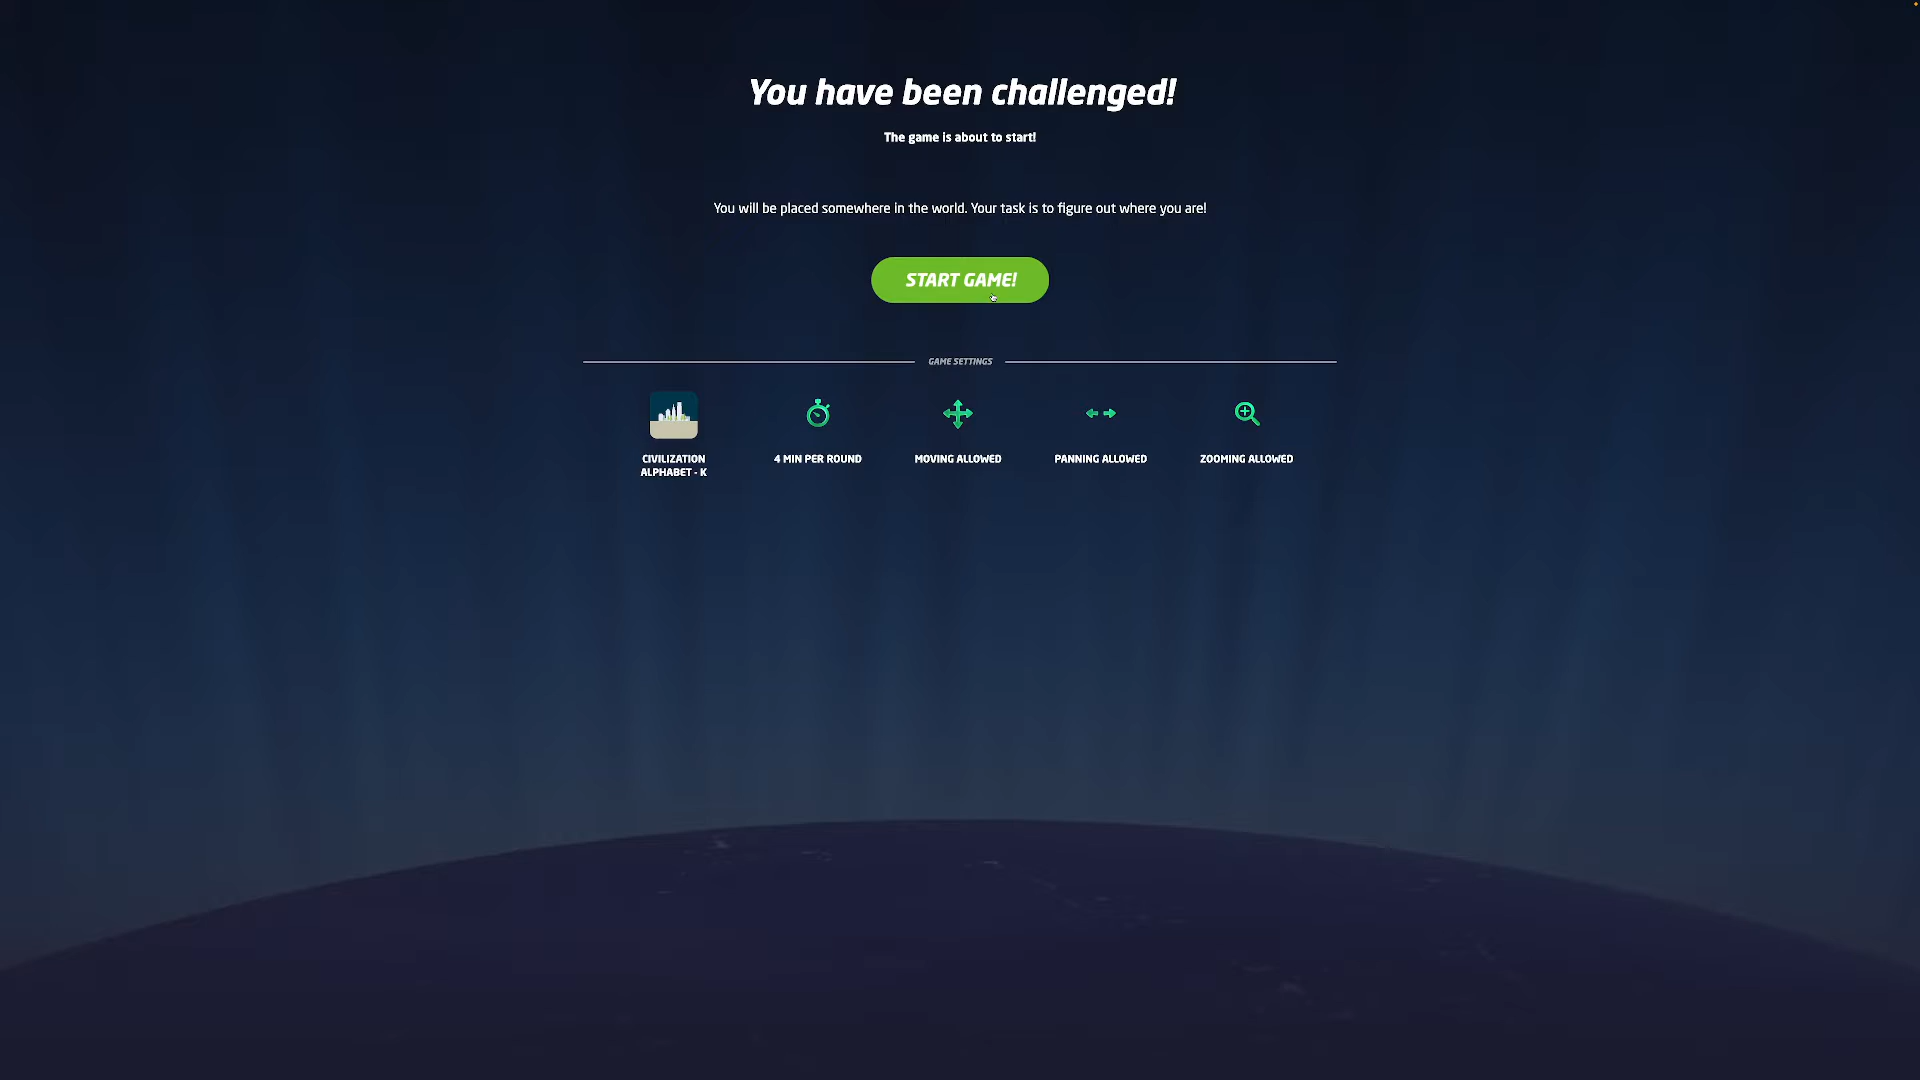 You have been challenged!
The game is about to start!
You will be placed somewhere in the world. Your task is to figure out where you are!
START GAME!
GAME SETTINGS
CIVILIZATION
ALPHABET - K
4 MIN PER ROUND
MOVING ALLOWED
PANNING ALLOWED
ZOOMING ALLOWED